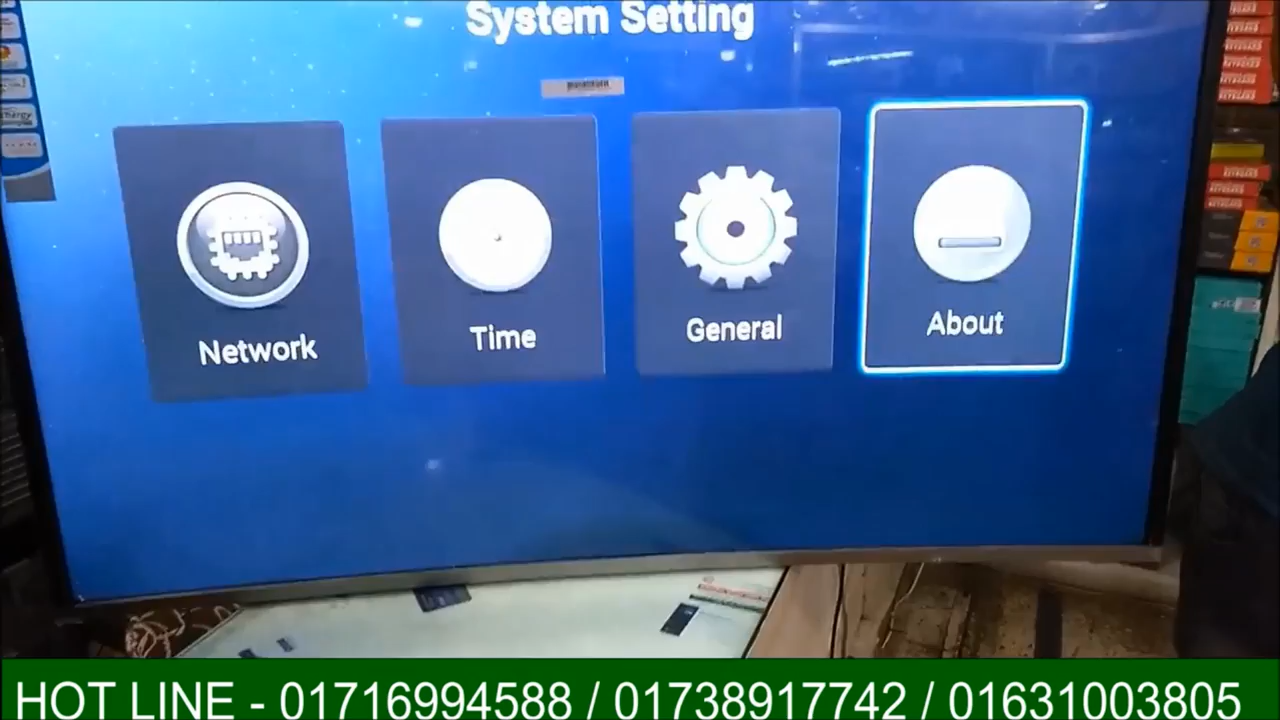 System Setting
Network
Time
General
About
HOT LINE - 01716994588 / 01738917742 / 01631003805